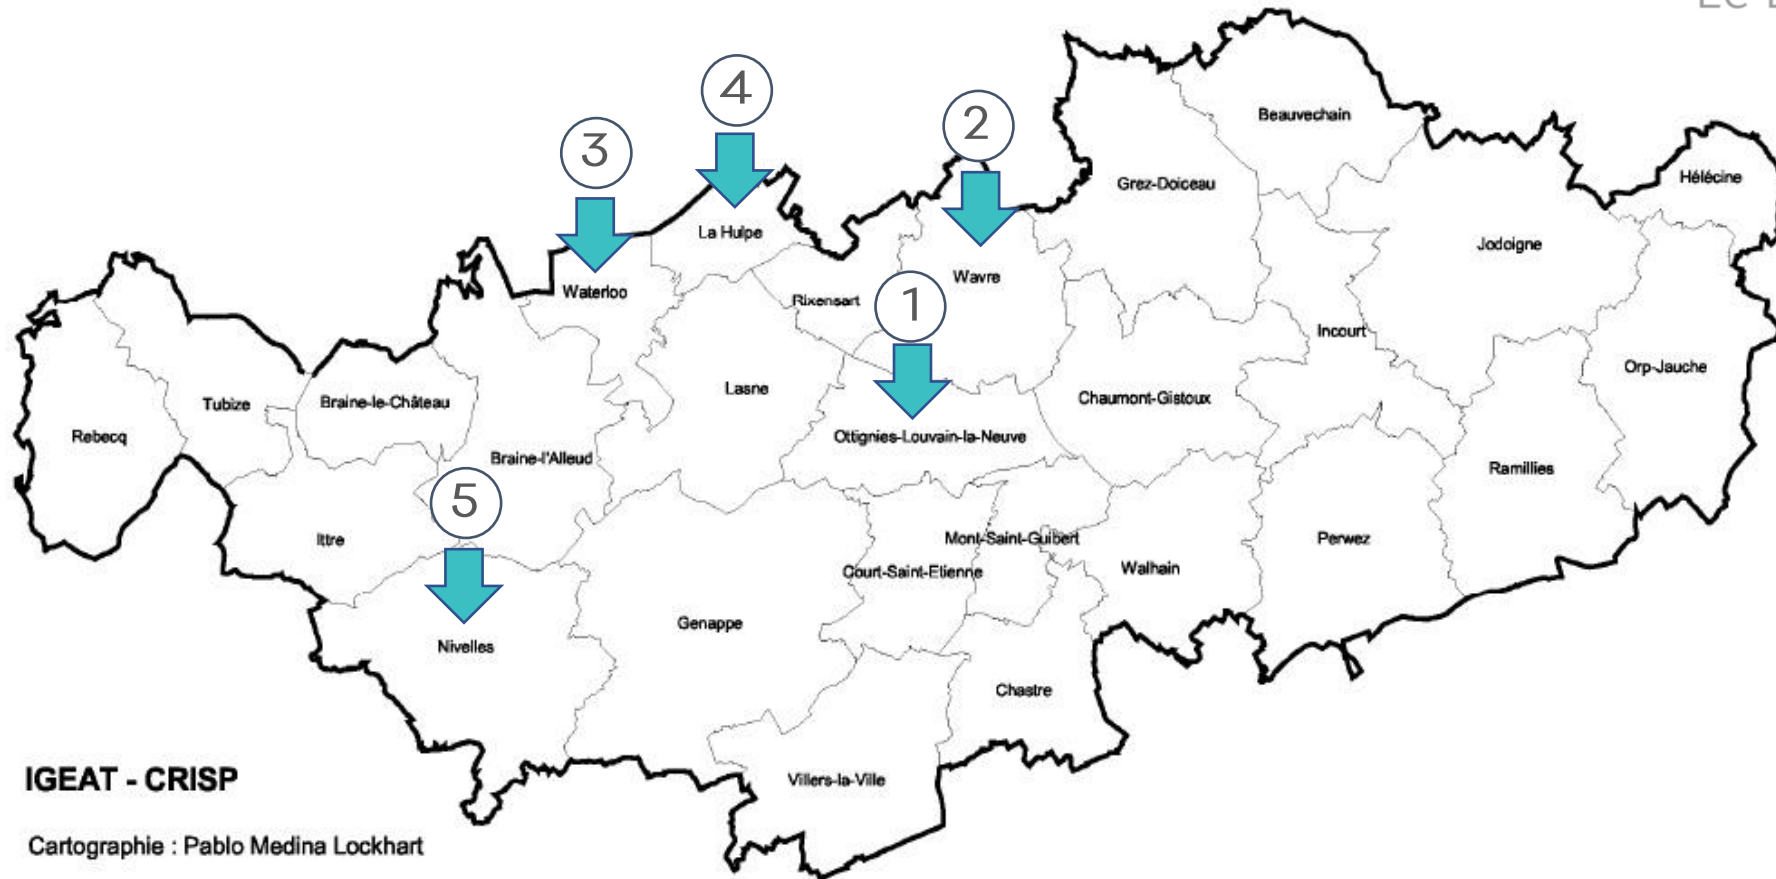 4
2
3
Beauvechain
Hélécine
Grez-Doiceau
La Hulpe
Jodoigne
Wavre
Waterloo
Rixensart
1
Incourt
Orp-Jauche
Lasne
Chaumont-Gistoux
Tubize
Braine-le-Château
Rebecq
Ottignies-Louvain-la-Neuve
Braine-l'Alleud
Ramillies
5
Ittre
Mont-Saint-Guibert
Perwez
Walhain
Court-Saint-Etienne
Genappe
Nivelles
Chastre
Villers-la-Ville
IGEAT - CRISP
Cartographie : Pablo Medina Lockhart